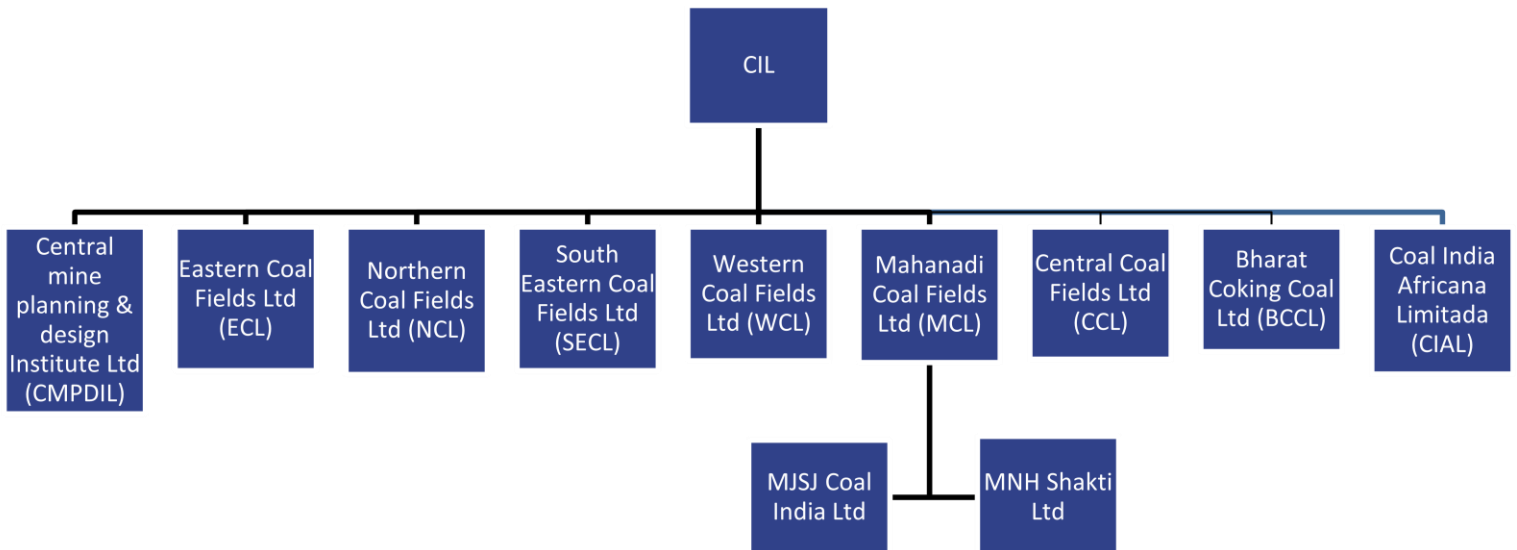 CIL
Central
mine
planning &
design
Institute Ltd
(CMPDIL)
Eastern Coal
Fields Ltd
(ECL)
Northern
Coal Fields
Ltd (NCL)
South
Eastern Coal
Fields Ltd
(SECL)
Western
Coal Fields
Ltd (WCL)
Mahanadi
Coal Fields
Ltd (MCL)
Central Coal
Fields Ltd
(CCL)
Bharat
Coking Coal
Ltd (BCCL)
Coal India
Africana
Limitada
(CIAL)
MJSJ Coal
India Ltd
MNH Shakti
Ltd